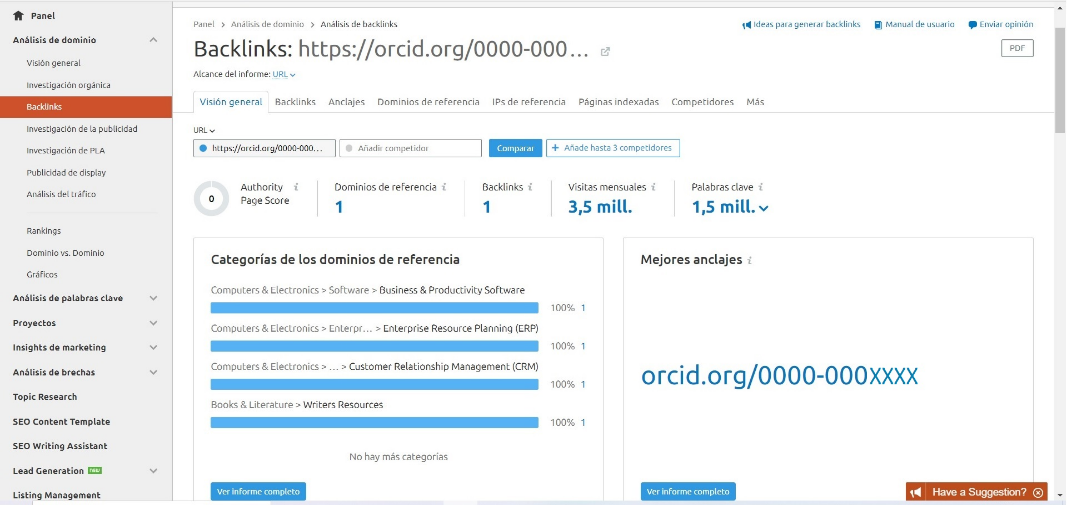 Panel
Análisis de dominio
Visión general
Investigación orgánica
Backlinks
Investigación de la publicidad
Investigación de PLA
Publicidad de display
Análisis del tráfico
Rankings
Dominio vs. Dominio
Gráficos
Análisis de palabras clave
Proyectos
Insights de marketing
Análisis de brechas
Topic Research
SEO Content Template
SEO Writing Assistant
Lead Generation
Listing Management
Panel > Análisis de dominio > Análisis de backlinks
Ideas para generar backlinks Manual de usuario Enviar opinión
Backlinks: https://orcid.org/0000-000...
PDF
Alcance del informe: URL
Visión general Backlinks Anclajes Dominios de referencia IPs de referencia Páginas indexadas Competidores Más
URL
https://orcid.org/0000-000... Añadir competidor Comparar + Añade hasta 3 competidores
0 Authority Page Score i
Dominios de referencia i
1
Backlinks i
1
Visitas mensuales i
3,5 mill.
Palabras clave i
1,5 mill.
Categorías de los dominios de referencia
Computers & Electronics > Software > Business & Productivity Software
100% 1
Computers & Electronics > Enterpr... > Enterprise Resource Planning (ERP)
100% 1
Computers & Electronics > ... > Customer Relationship Management (CRM)
100% 1
Books & Literature > Writers Resources
100% 1
No hay más categorías
Ver informe completo
Mejores anclajes i
orcid.org/0000-000XXXX
Ver informe completo
Have a Suggestion?